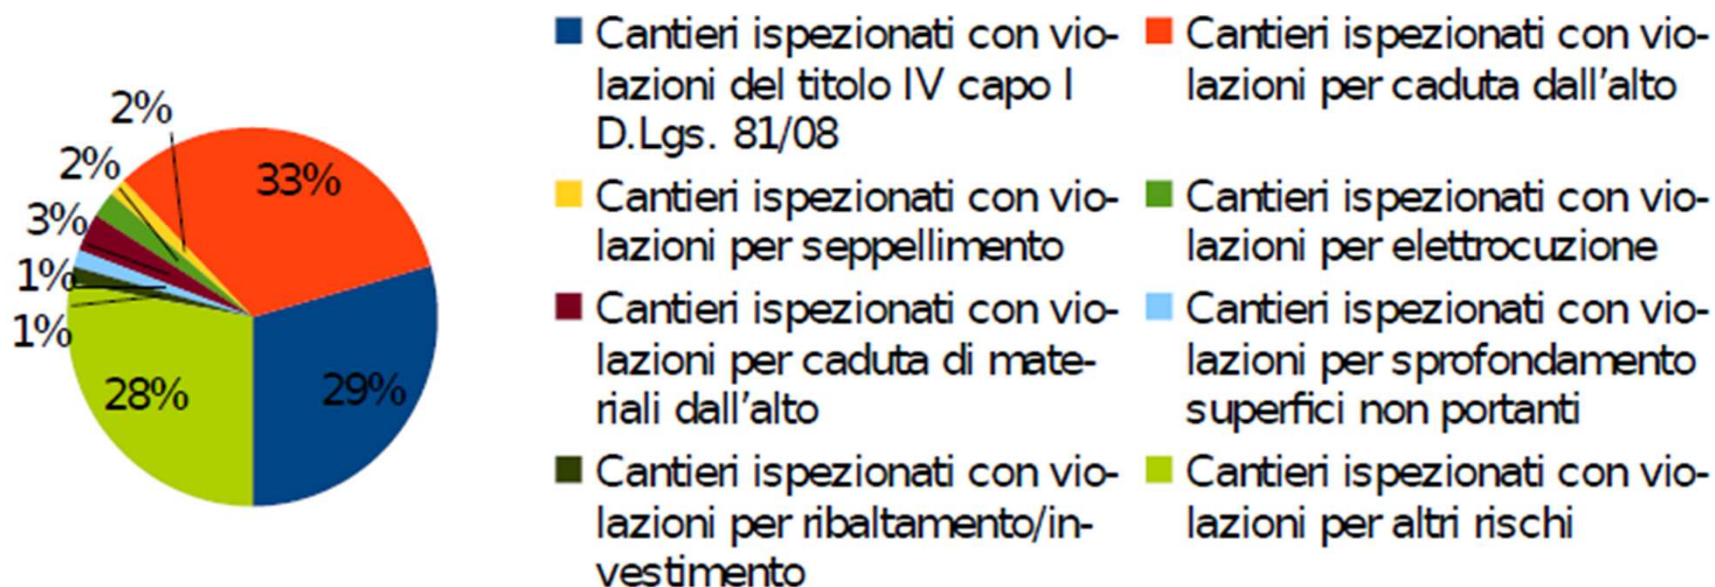 2%
2%
33%
3%
1%
1%
28%
29%
Cantieri ispezionati con vio-
lazioni del titolo IV capo I
D.Lgs. 81/08
Cantieri ispezionati con vio-
lazioni per caduta dall’alto
Cantieri ispezionati con vio-
lazioni per seppellimento
Cantieri ispezionati con vio-
lazioni per elettrocuzione
Cantieri ispezionati con vio-
lazioni per caduta di mate-
riali dall’alto
Cantieri ispezionati con vio-
lazioni per sprofondamento
superfici non portanti
Cantieri ispezionati con vio-
lazioni per ribaltamento/in-
vestimento
Cantieri ispezionati con vio-
lazioni per altri rischi